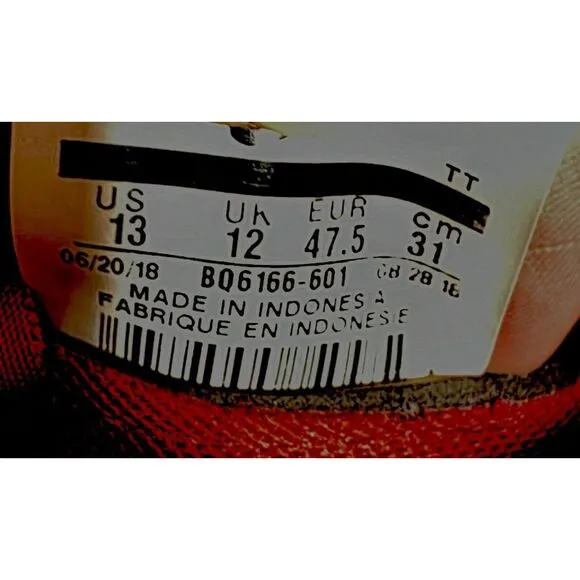 TT
US UK EUR cm
13 12 47.5 31
06/20/18 BQ6166-601 08 28 18
MADE IN INDONESIA
FABRIQUE EN INDONESIE